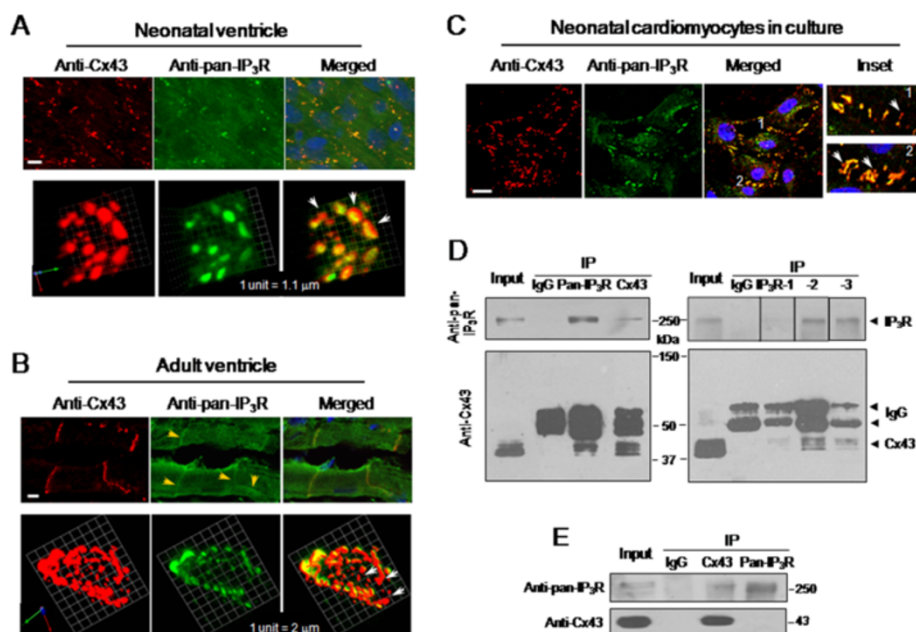 A
Neonatal ventricle
Anti-Cx43 Anti-pan-IP₃R Merged
1 unit = 1.1 μm
B
Adult ventricle
Anti-Cx43 Anti-pan-IP₃R Merged
1 unit = 2 μm
C
Neonatal cardiomyocytes in culture
Anti-Cx43 Anti-pan-IP₃R Merged Inset
1
2
1
2
D
IP
Input IgG Pan-IP₃R Cx43
Anti-pan-
IP₃R
-250
kDa
-150
Anti-Cx43
- 50
- 37
IP
Input IgG IP₃R-1 -2 -3
IP₃R
IgG
Cx43
E
IP
Input IgG Cx43 Pan-IP₃R
Anti-pan-IP₃R -250
Anti-Cx43 -43